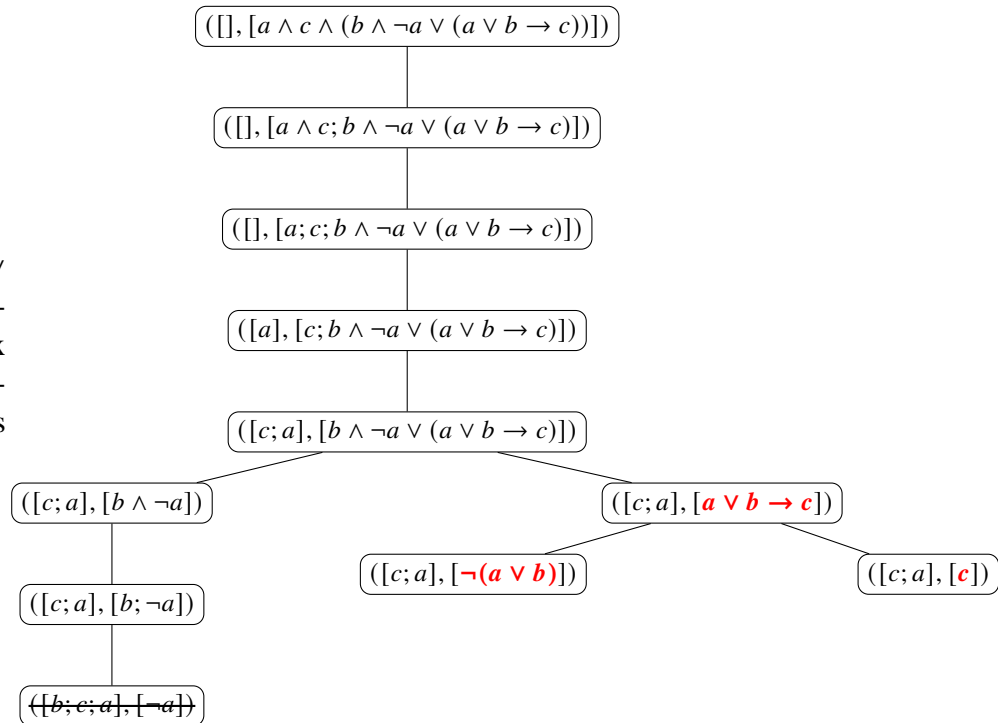 ([], [a ∧ c ∧ (b ∧ ¬a ∨ (a ∨ b → c))])
([], [a ∧ c; b ∧ ¬a ∨ (a ∨ b → c)])
([], [a; c; b ∧ ¬a ∨ (a ∨ b → c)])
([a], [c; b ∧ ¬a ∨ (a ∨ b → c)])
([c; a], [b ∧ ¬a ∨ (a ∨ b → c)])
([c; a], [b ∧ ¬a])
([c; a], [a ∨ b → c])
([c; a], [¬(a ∨ b)])
([c; a], [c])
([c; a], [b; ¬a])
([b; c; a], [¬a])